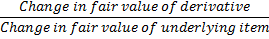 Change in fair value of derivative
Change in fair value of underlying item